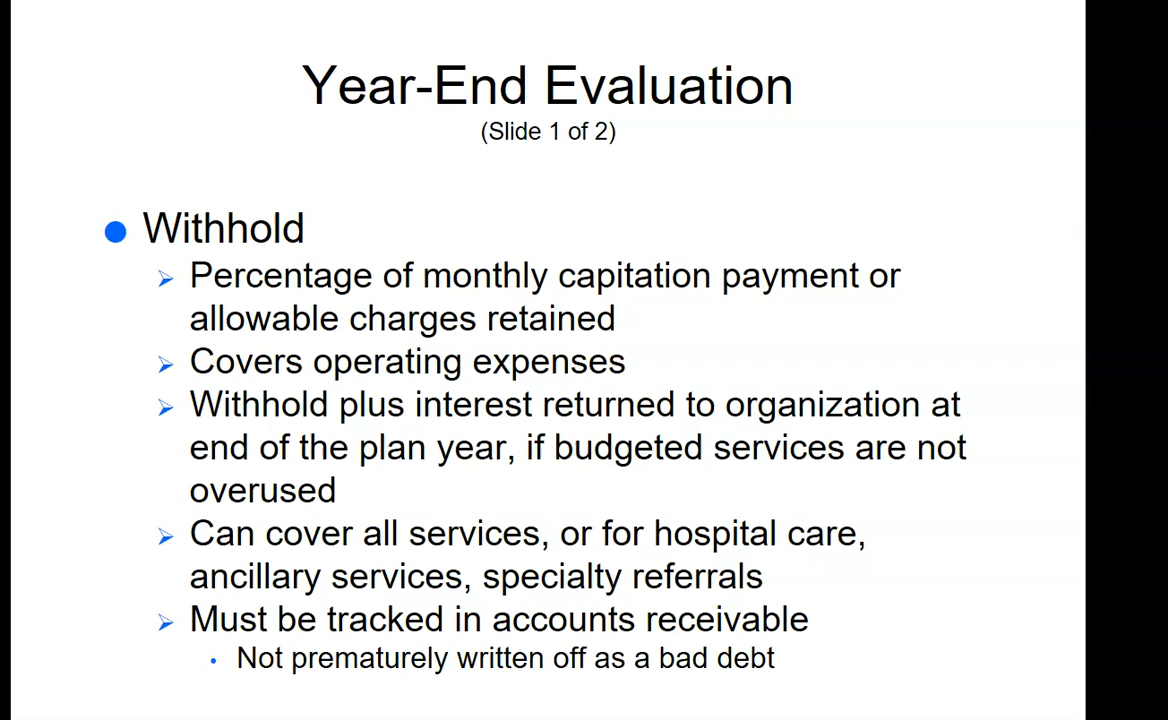 Year-End Evaluation
(Slide 1 of 2)
Withhold
Percentage of monthly capitation payment or
allowable charges retained
Covers operating expenses
Withhold plus interest returned to organization at
end of the plan year, if budgeted services are not
overused
Can cover all services, or for hospital care,
ancillary services, specialty referrals
Must be tracked in accounts receivable
Not prematurely written off as a bad debt